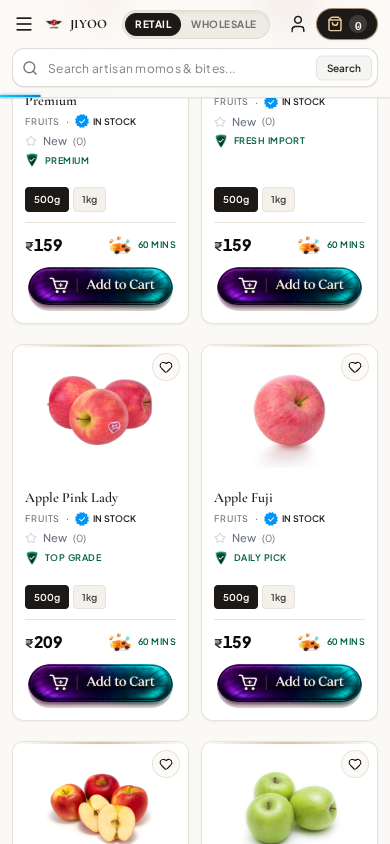 JIYOO
RETAIL
WHOLESALE
0
Search artisan momos & bites...
Search
Premium
FRUITS · IN STOCK
New (0)
PREMIUM
500g 1kg
₹159 60 MINS
Add to Cart
FRUITS · IN STOCK
New (0)
FRESH IMPORT
500g 1kg
₹159 60 MINS
Add to Cart
Apple Pink Lady
FRUITS · IN STOCK
New (0)
TOP GRADE
500g 1kg
₹209 60 MINS
Add to Cart
Apple Fuji
FRUITS · IN STOCK
New (0)
DAILY PICK
500g 1kg
₹159 60 MINS
Add to Cart